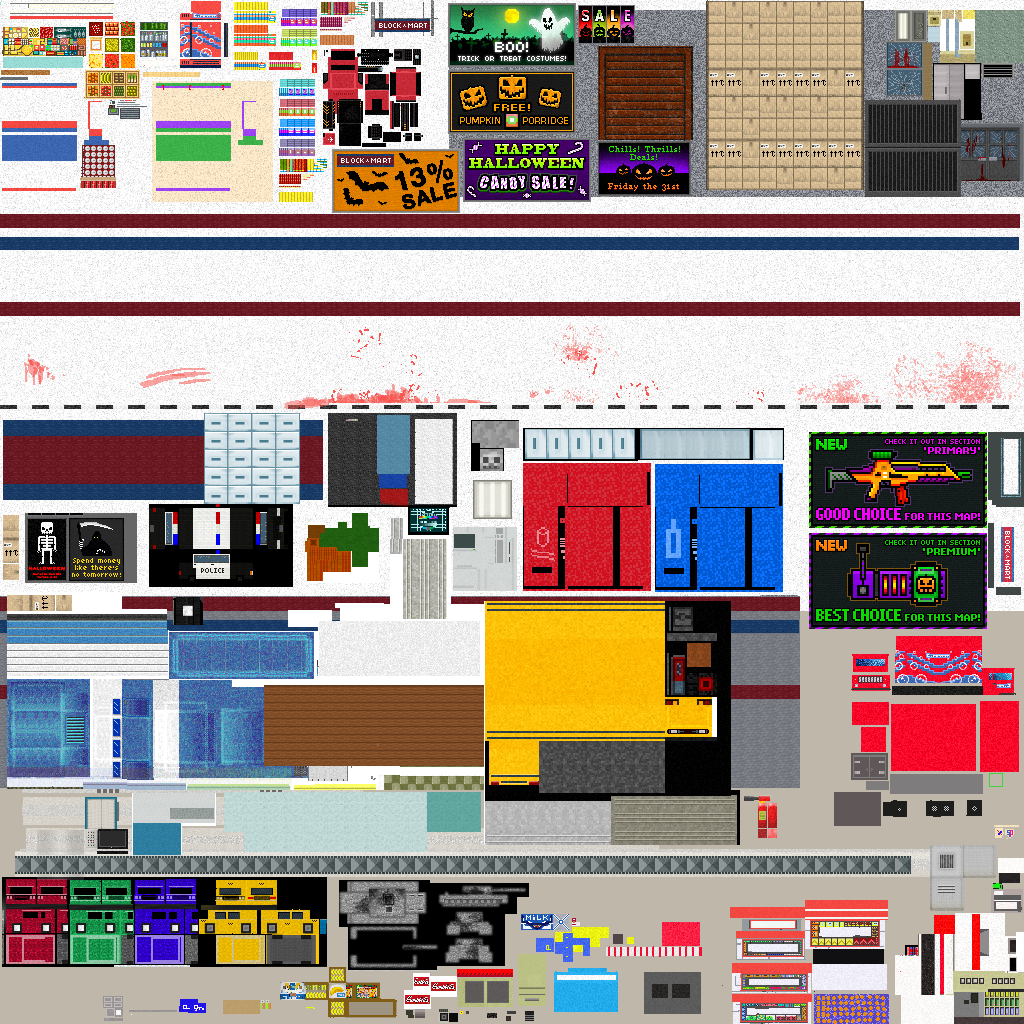 BLOCK MART
BOO!
TRICK OR TREAT COSTUMES!
SALE
FREE!
PUMPKIN PORRIDGE
BLOCK MART
13%
SALE
HAPPY
HALLOWEEN
CANDY SALE!
Chills! Thrills!
Deals!
Friday the 31st
NEW
CHECK IT OUT IN SECTION
'PRIMARY'
GOOD CHOICE FOR THIS MAP!
NEW
CHECK IT OUT IN SECTION
'PREMIUM'
BEST CHOICE FOR THIS MAP!
BLOCK MART
HALLOWEEN
Spend money
like there's
no tomorrow!
POLICE
MILK